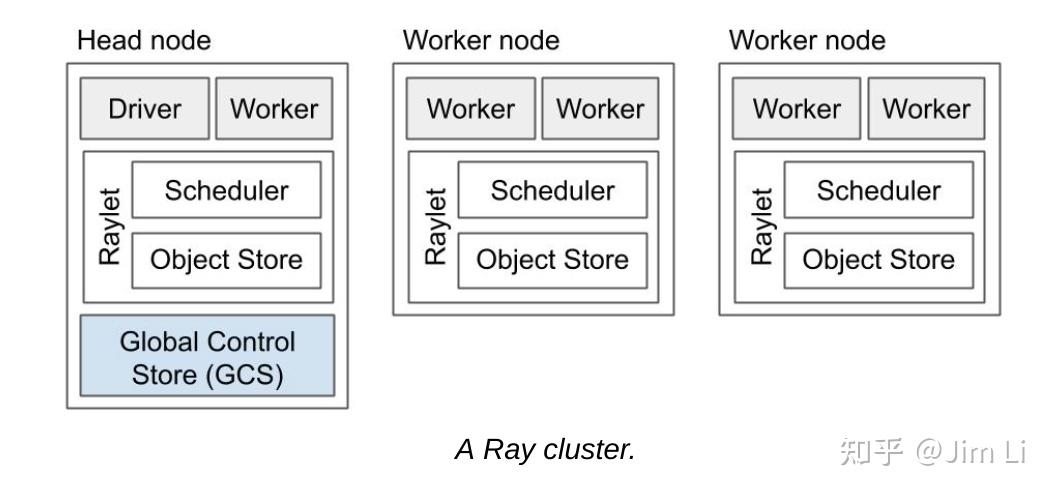 Head node
Worker node
Worker node
Driver
Worker
Worker
Worker
Worker
Worker
Raylet
Scheduler
Object Store
Raylet
Scheduler
Object Store
Raylet
Scheduler
Object Store
Global Control
Store (GCS)
A Ray cluster.
知乎 @Jim Li